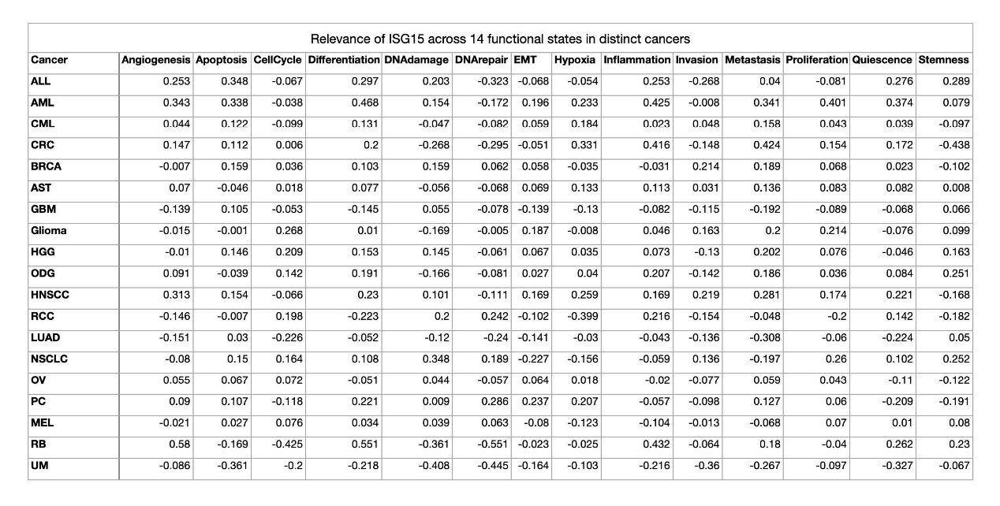 Relevance of ISG15 across 14 functional states in distinct cancers
Cancer Angiogenesis Apoptosis CellCycle Differentiation DNAdamage DNArepair EMT Hypoxia Inflammation Invasion Metastasis Proliferation Quiescence Stemness
ALL 0.253 0.348 -0.067 0.297 0.203 -0.323 -0.068 -0.054 0.253 -0.268 0.04 -0.081 0.276 0.289
AML 0.343 0.338 -0.038 0.468 0.154 -0.172 0.196 0.233 0.425 -0.008 0.341 0.401 0.374 0.079
CML 0.044 0.122 -0.099 0.131 -0.047 -0.082 0.059 0.184 0.023 0.048 0.158 0.043 0.039 -0.097
CRC 0.147 0.112 0.006 0.2 -0.268 -0.295 -0.051 0.331 0.416 -0.148 0.424 0.154 0.172 -0.438
BRCA -0.007 0.159 0.036 0.103 0.159 0.062 0.058 -0.035 -0.031 0.214 0.189 0.068 0.023 -0.102
AST 0.07 -0.046 0.018 0.077 -0.056 -0.068 0.069 0.133 0.113 0.031 0.136 0.083 0.082 0.008
GBM -0.139 0.105 -0.053 -0.145 0.055 -0.078 -0.139 -0.13 -0.082 -0.115 -0.192 -0.089 -0.068 0.066
Glioma -0.015 -0.001 0.268 0.01 -0.169 -0.005 0.187 -0.008 0.046 0.163 0.2 0.214 -0.076 0.099
HGG -0.01 0.146 0.209 0.153 0.145 -0.061 0.067 0.035 0.073 -0.13 0.202 0.076 -0.046 0.163
ODG 0.091 -0.039 0.142 0.191 -0.166 -0.081 0.027 0.04 0.207 -0.142 0.186 0.036 0.084 0.251
HNSCC 0.313 0.154 -0.066 0.23 0.101 -0.111 0.169 0.259 0.169 0.219 0.281 0.174 0.221 -0.168
RCC -0.146 -0.007 0.198 -0.223 0.2 0.242 -0.102 -0.399 0.216 -0.154 -0.048 -0.2 0.142 -0.182
LUAD -0.151 0.03 -0.226 -0.052 -0.12 -0.24 -0.141 -0.03 -0.043 -0.136 -0.308 -0.06 -0.224 0.05
NSCLC -0.08 0.15 0.164 0.108 0.348 0.189 -0.227 -0.156 -0.059 0.136 -0.197 0.26 0.102 0.252
OV 0.055 0.067 0.072 -0.051 0.044 -0.057 0.064 0.018 -0.02 -0.077 0.059 0.043 -0.11 -0.122
PC 0.09 0.107 -0.118 0.221 0.009 0.286 0.237 0.207 -0.057 -0.098 0.127 0.06 -0.209 -0.191
MEL -0.021 0.027 0.076 0.034 0.039 0.063 -0.08 -0.123 -0.104 -0.013 -0.068 0.07 0.01 0.08
RB 0.58 -0.169 -0.425 0.551 -0.361 -0.551 -0.023 -0.025 0.432 -0.064 0.18 -0.04 0.262 0.23
UM -0.086 -0.361 -0.2 -0.218 -0.408 -0.445 -0.164 -0.103 -0.216 -0.36 -0.267 -0.097 -0.327 -0.067